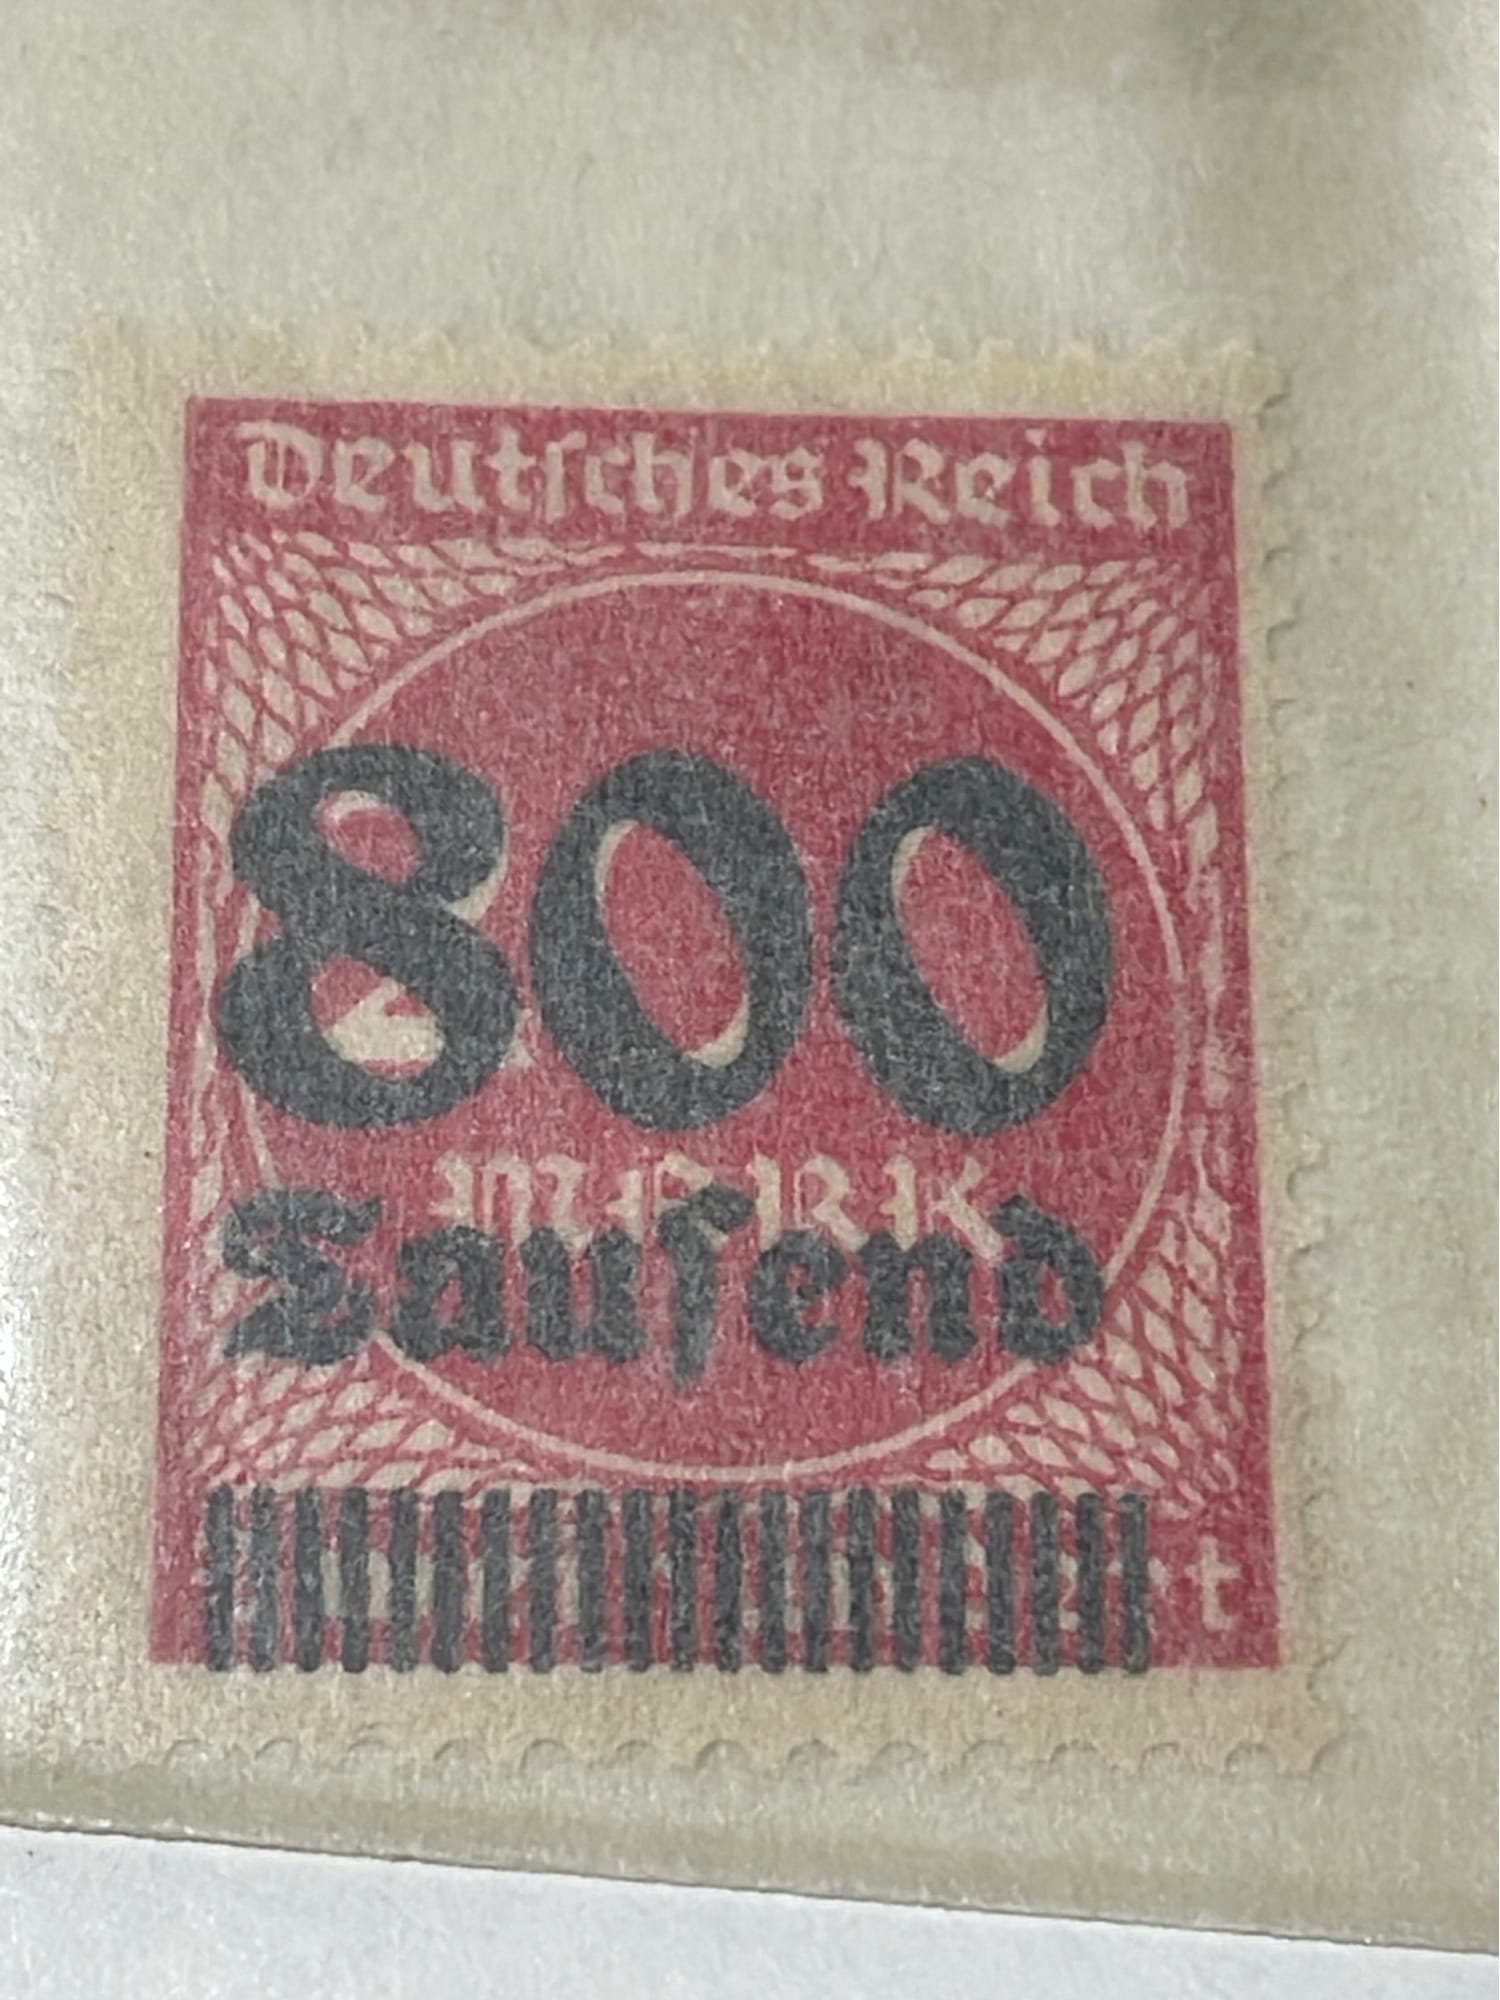 Deutsches Reich
800
MARK
Tausend